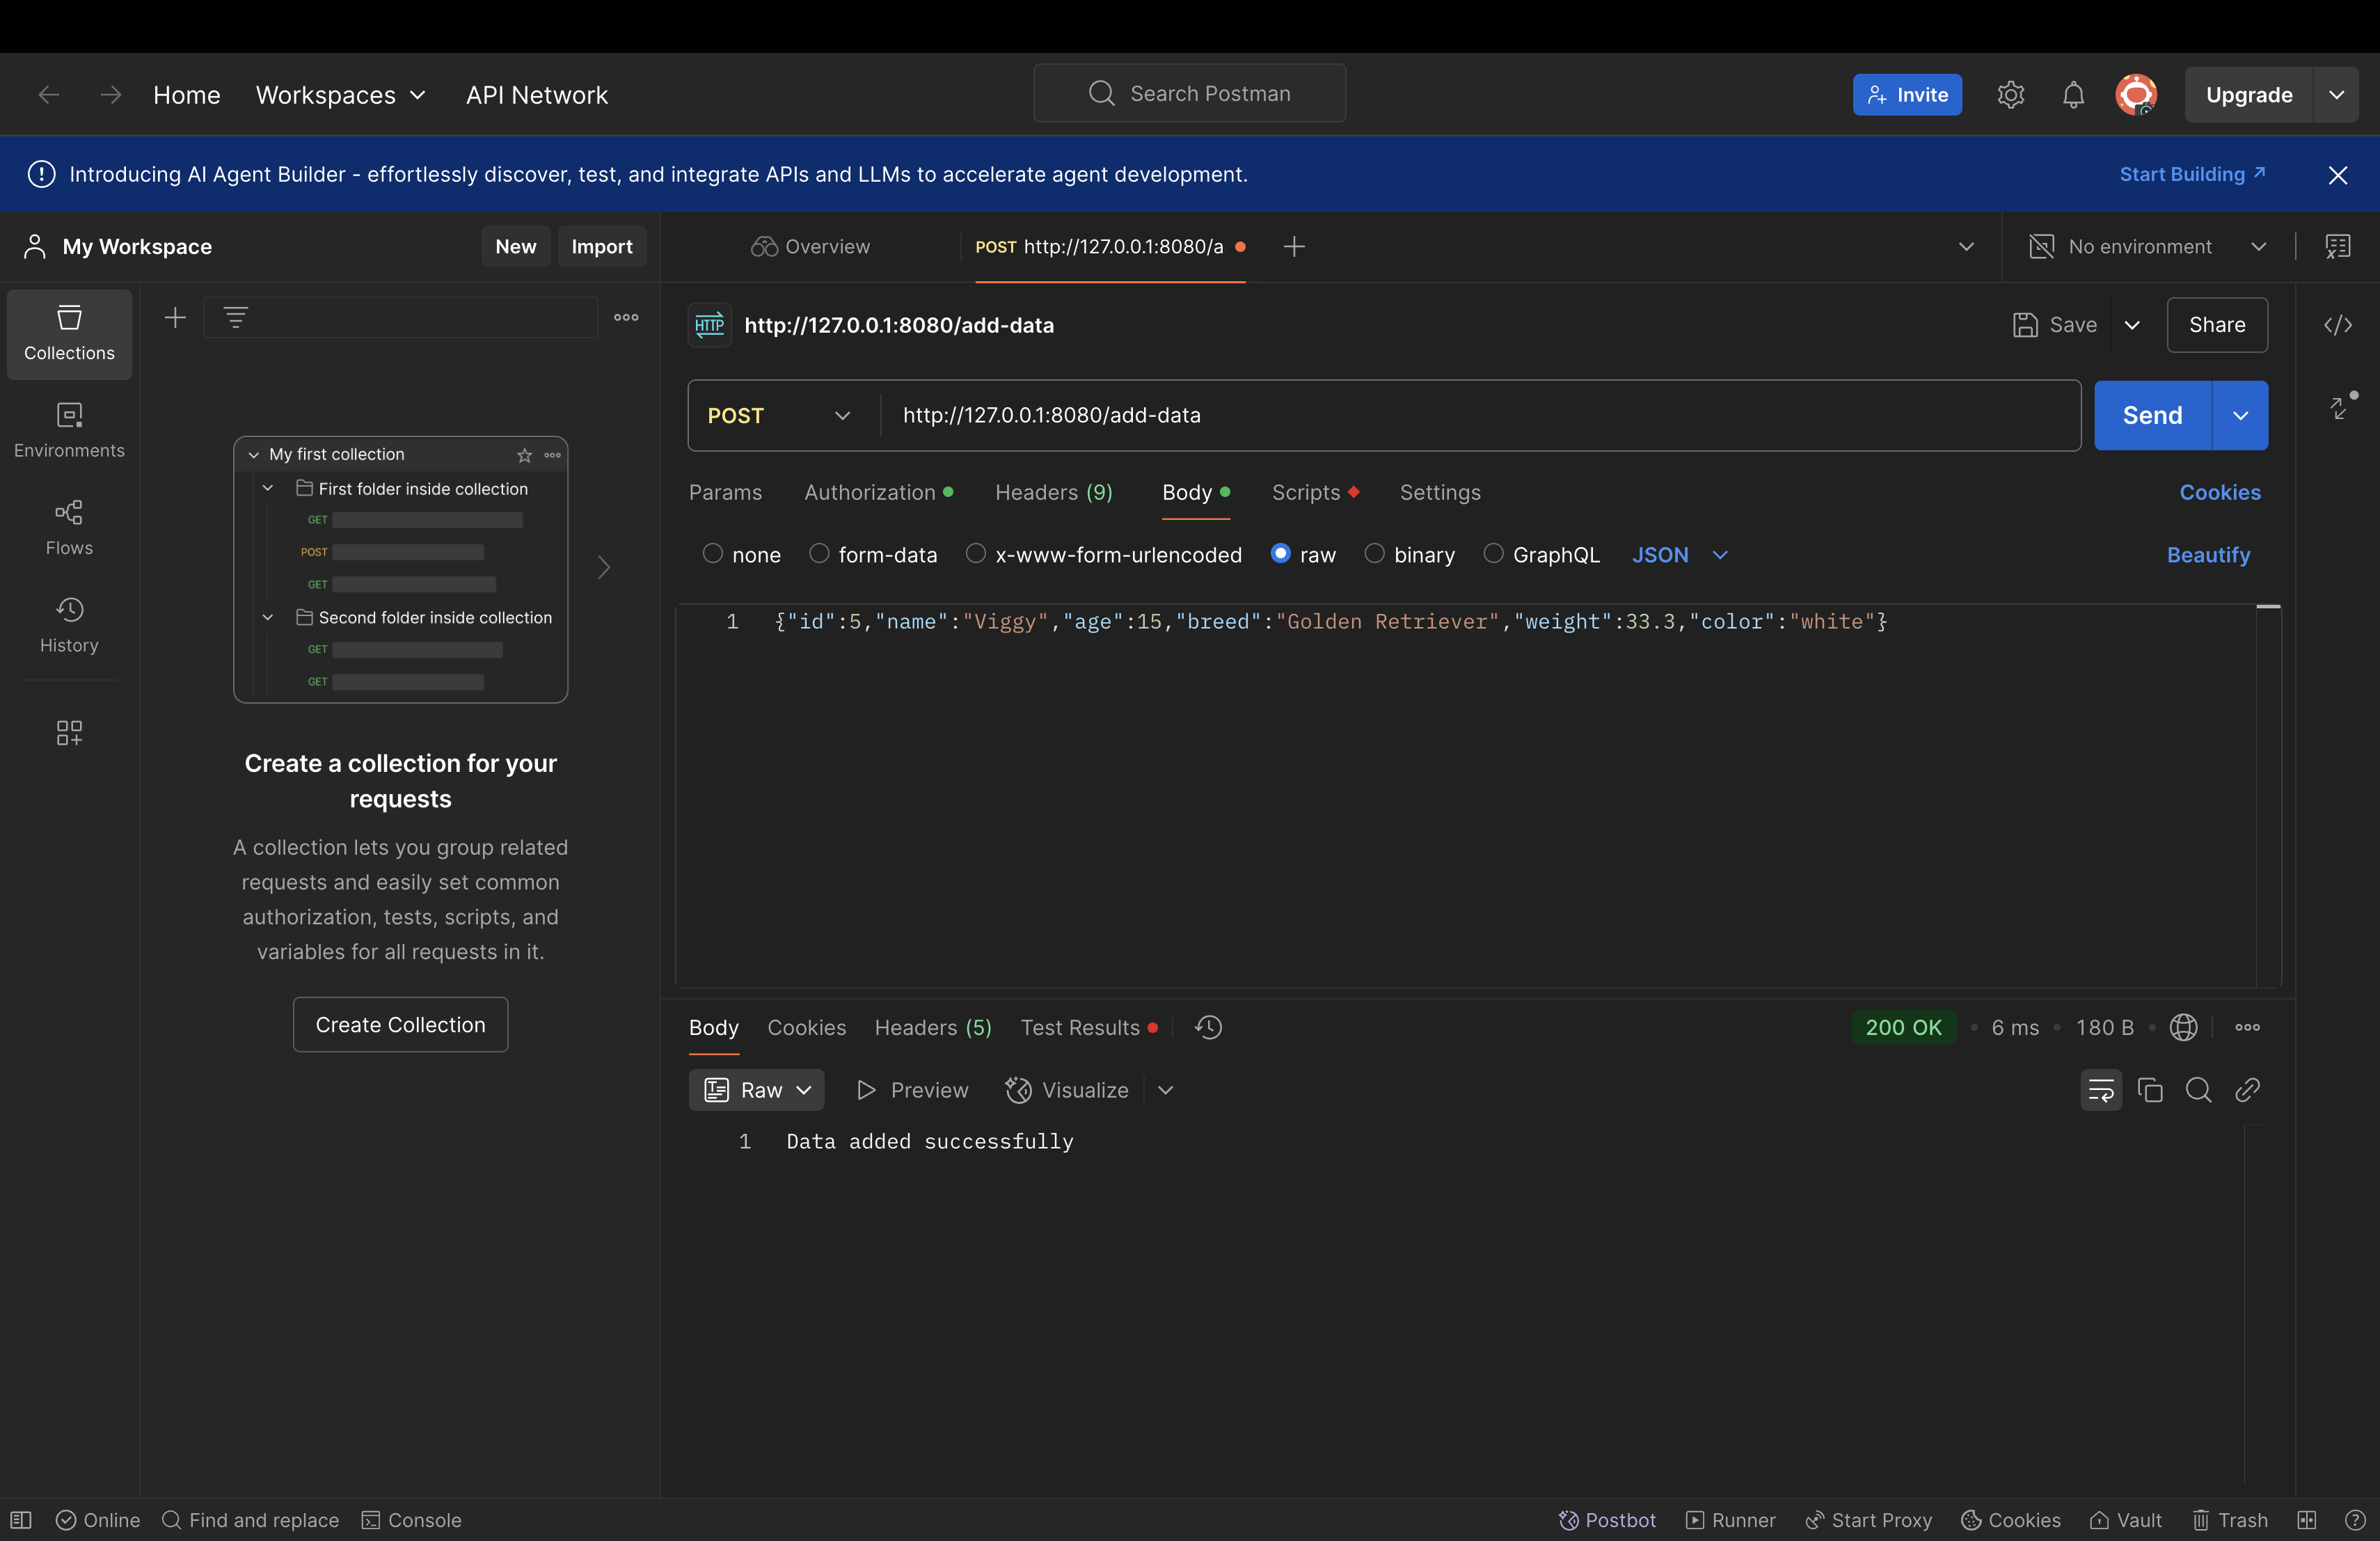 Home Workspaces API Network Search Postman Invite Upgrade
Introducing AI Agent Builder - effortlessly discover, test, and integrate APIs and LLMs to accelerate agent development. Start Building
My Workspace New Import Overview POST http://127.0.0.1:8080/a No environment
Collections
Environments
Flows
History
My first collection
First folder inside collection
GET
POST
GET
Second folder inside collection
GET
GET
Create a collection for your
requests
A collection lets you group related
requests and easily set common
authorization, tests, scripts, and
variables for all requests in it.
Create Collection
HTTP http://127.0.0.1:8080/add-data Save Share
POST http://127.0.0.1:8080/add-data Send
Params Authorization Headers (9) Body Scripts Settings Cookies
none form-data x-www-form-urlencoded raw binary GraphQL JSON Beautify
1 {"id":5,"name":"Viggy","age":15,"breed":"Golden Retriever","weight":33.3,"color":"white"}
Body Cookies Headers (5) Test Results 200 OK 6 ms 180 B
Raw Preview Visualize
1 Data added successfully
Online Find and replace Console Postbot Runner Start Proxy Cookies Vault Trash